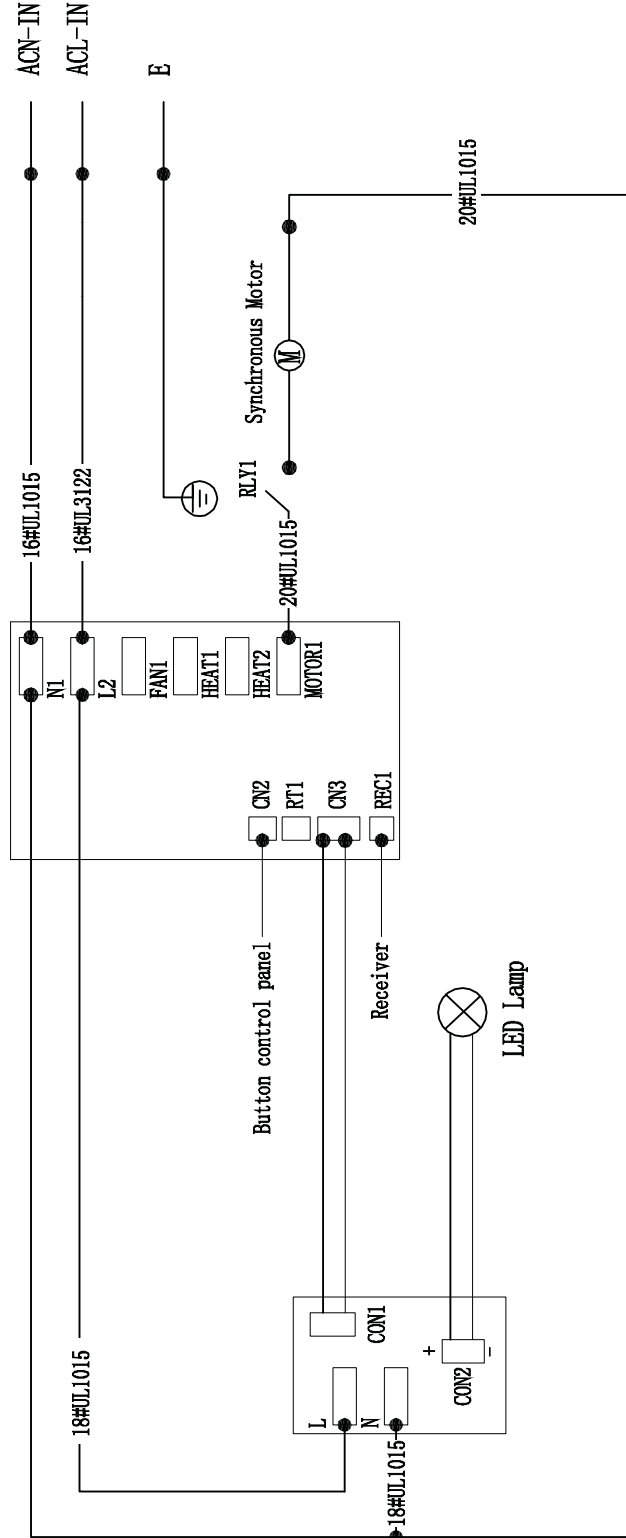 ACN-IN
ACL-IN
E
20#UL1015
Synchronous Motor
M
RLY1
16#UL1015
16#UL3122
20#UL1015
N1
L2
FAN1
HEAT1
HEAT2
MOTOR1
CN2
RT1
CN3
REC1
Button control panel
Receiver
LED Lamp
CON1
CON2
+
-
L
N
18#UL1015
18#UL1015